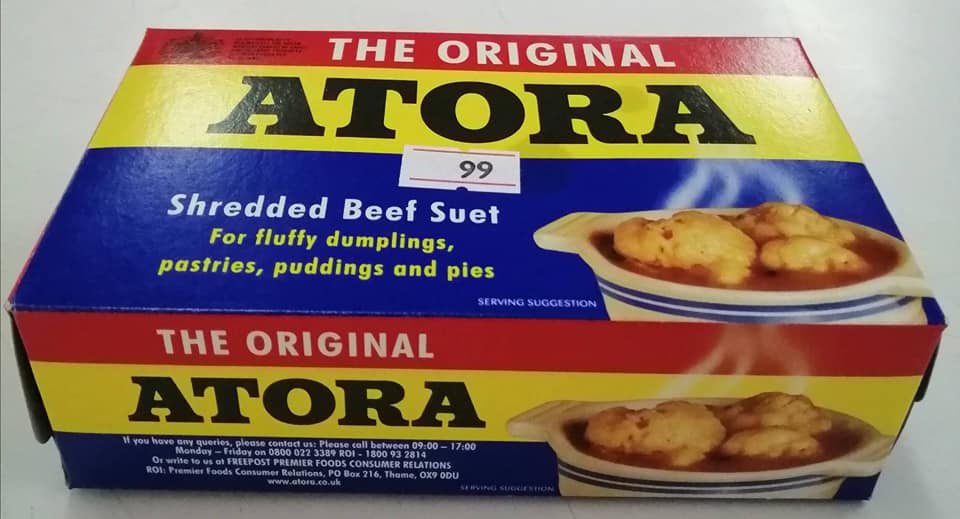 THE ORIGINAL
ATORA
99
Shredded Beef Suet
For fluffy dumplings,
pastries, puddings and pies
SERVING SUGGESTION
THE ORIGINAL
ATORA
If you have any queries, please contact us: Please call between 09:00 – 17:00
Monday – Friday on 0800 022 3389 ROI - 1800 93 2814
Or write to us at FREEPOST PREMIER FOODS CONSUMER RELATIONS
ROI: Premier Foods Consumer Relations, PO Box 216, Thame, OX9 0DU
www.atora.co.uk
SERVING SUGGESTION